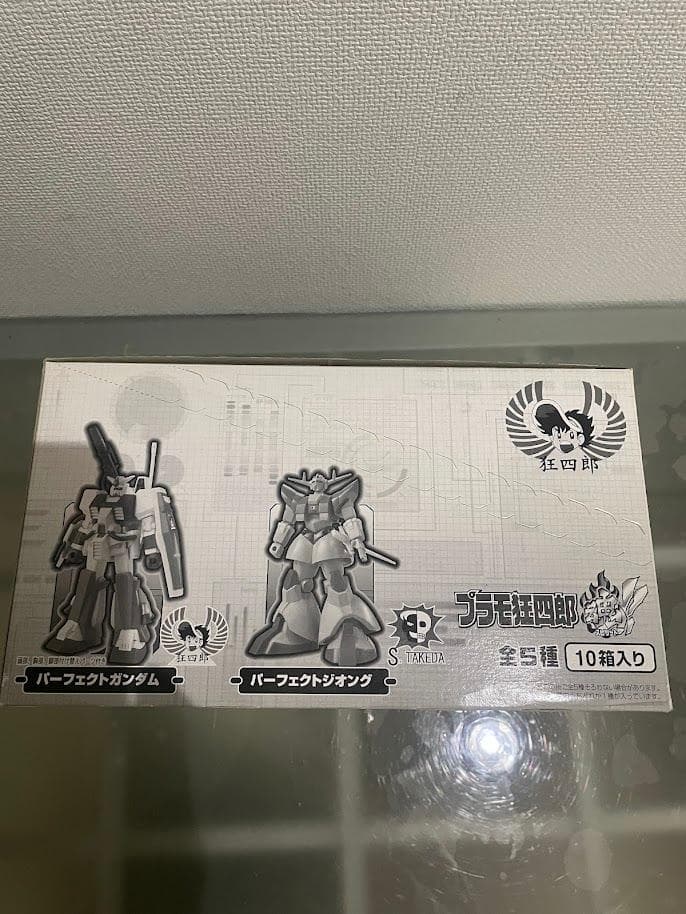 狂四郎
プラモ狂四郎 魂
全5種 10箱入り
狂四郎
S TAKEDA
パーフェクトガンダム
パーフェクトジオング